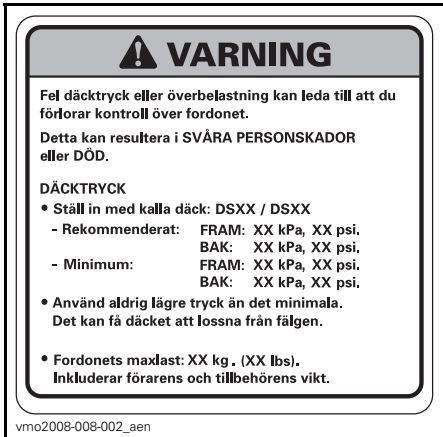 VARNING
Fel däcktryck eller överbelastning kan leda till att du
förlorar kontroll över fordonet.
Detta kan resultera i SVÅRA PERSONSKADOR
eller DÖD.
DÄCKTRYCK
• Ställ in med kalla däck: DSXX / DSXX
- Rekommenderat: FRAM: XX kPa, XX psi.
BAK: XX kPa, XX psi.
- Minimum: FRAM: XX kPa, XX psi.
BAK: XX kPa, XX psi.
• Använd aldrig lägre tryck än det minimala.
Det kan få däcket att lossna från fälgen.
• Fordonets maxlast: XX kg. (XX lbs).
Inkluderar förarens och tillbehörens vikt.
vmo2008-008-002_aen